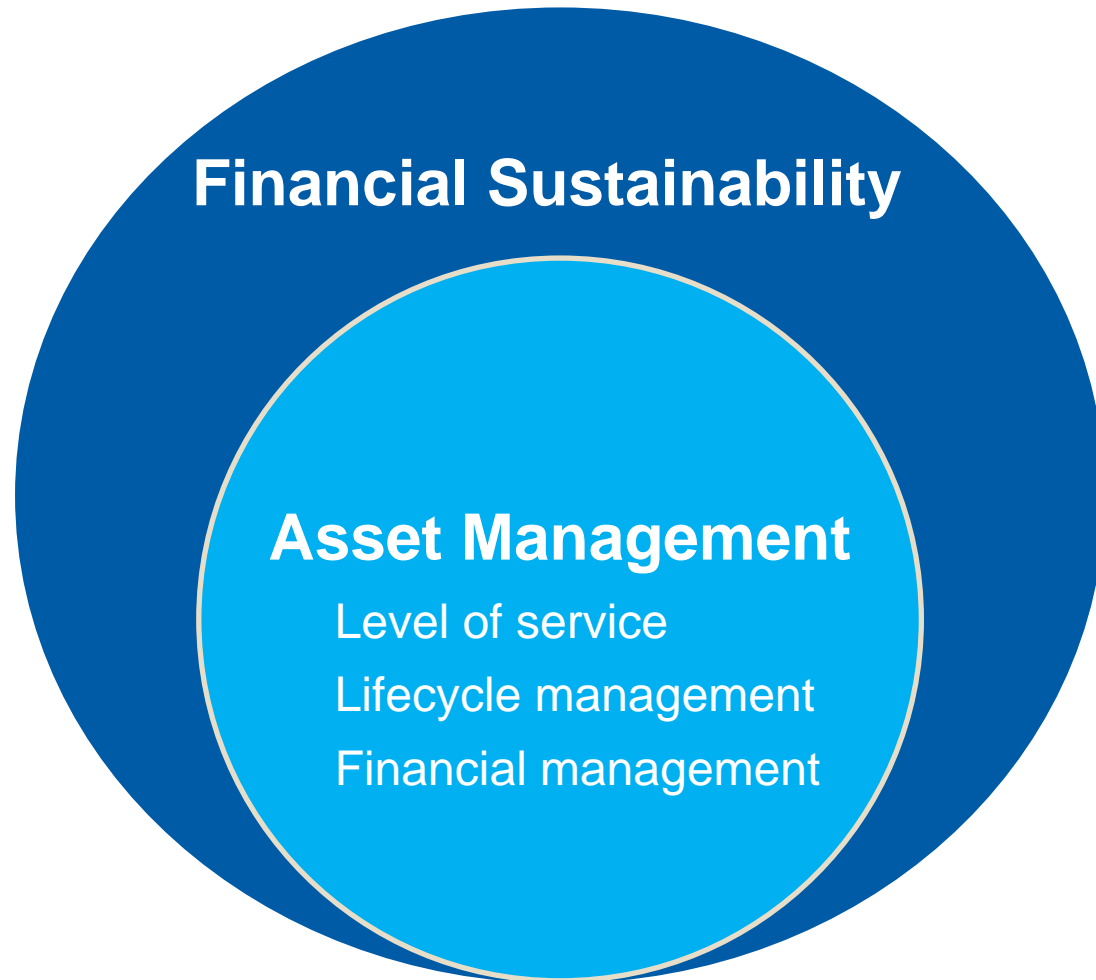 Financial Sustainability
Asset Management
Level of service
Lifecycle management
Financial management